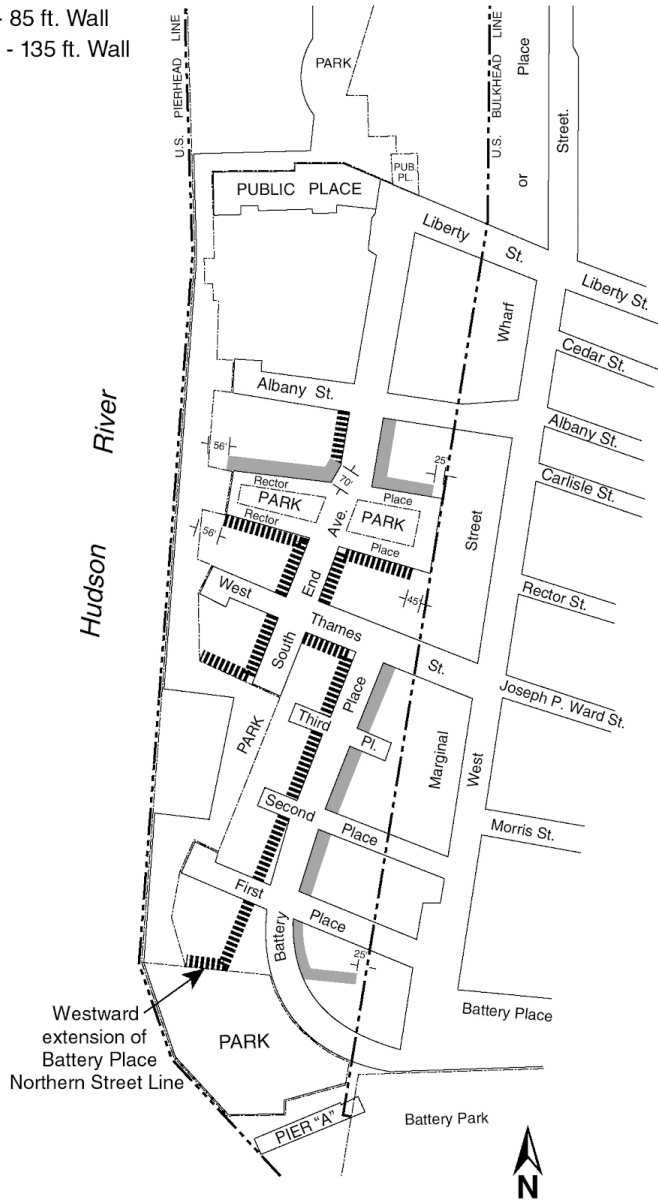 - 85 ft. Wall
- 135 ft. Wall
U.S. PIERHEAD LINE
PARK
U.S. BULKHEAD LINE
Place
or
Street.
PUB.
PL.
PUBLIC PLACE
Liberty
St.
Liberty St.
Wharf
Cedar St.
Albany St.
Albany St.
Carlisle St.
56'
25'
70'
Rector
Place
PARK
PARK
Rector
Place
Ave.
Street
River
Hudson
56'
End
45'
Rector St.
West
Thames
St.
South
Place
Joseph P. Ward St.
Third
Pl.
PARK
Marginal
West
Second
Place
Morris St.
First
Place
Battery
25'
Westward
extension of
Battery Place
Northern Street Line
PARK
Battery Place
PIER "A"
Battery Park
N